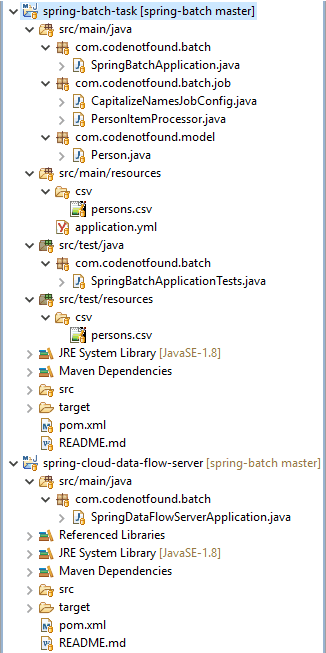 spring-batch-task [spring-batch master]
src/main/java
com.codenotfound.batch
SpringBatchApplication.java
com.codenotfound.batch.job
CapitalizeNamesJobConfig.java
PersonItemProcessor.java
com.codenotfound.model
Person.java
src/main/resources
csv
persons.csv
application.yml
src/test/java
com.codenotfound.batch
SpringBatchApplicationTests.java
src/test/resources
csv
persons.csv
JRE System Library [JavaSE-1.8]
Maven Dependencies
src
target
pom.xml
README.md
spring-cloud-data-flow-server [spring-batch master]
src/main/java
com.codenotfound.batch
SpringDataFlowServerApplication.java
Referenced Libraries
JRE System Library [JavaSE-1.8]
Maven Dependencies
src
target
pom.xml
README.md